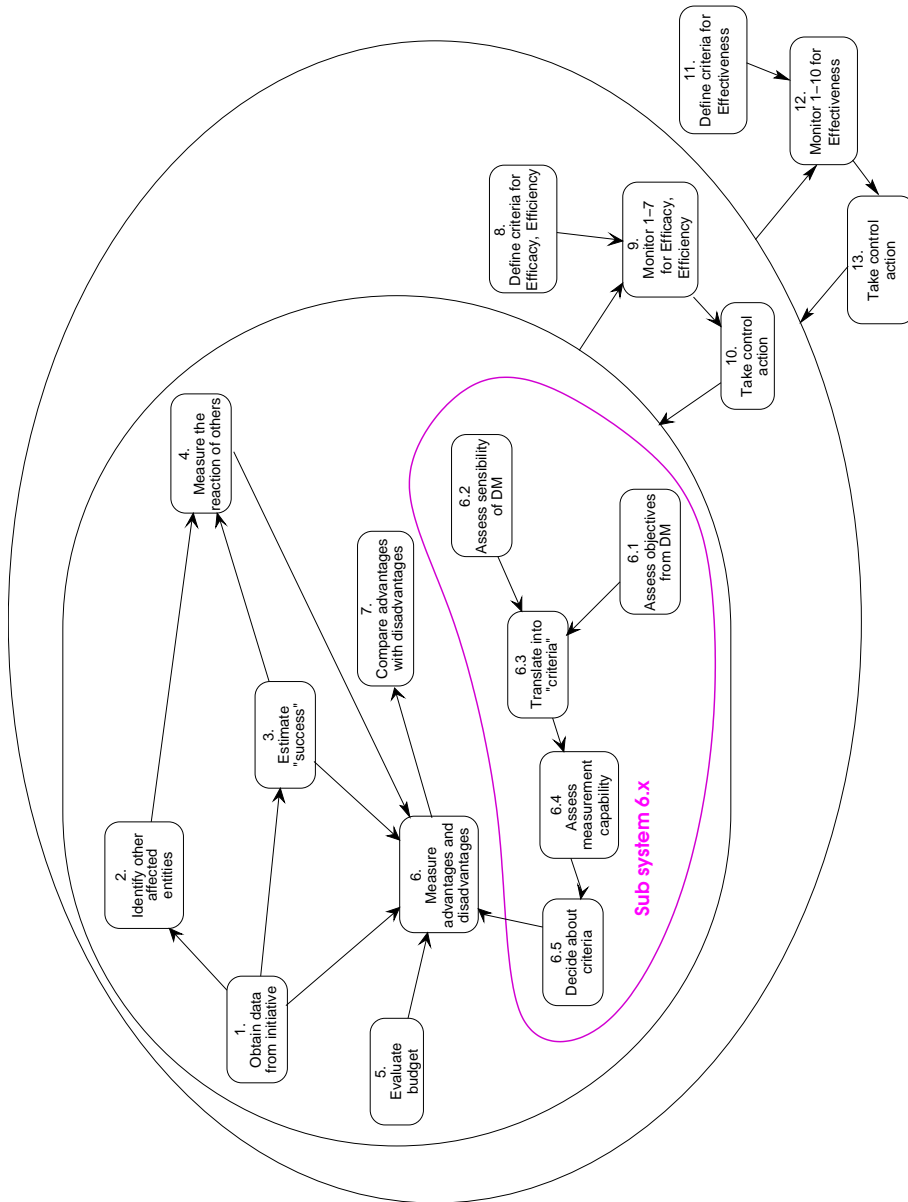 1.
Obtain data
from initiative
2.
Identify other
affected
entities
3.
Estimate
"success"
4.
Measure the
reaction of others
5.
Evaluate
budget
6.
Measure
advantages and
disadvantages
7.
Compare advantages
with disadvantages
6.5
Decide about
criteria
6.4
Assess
measurement
capability
6.3
Translate into
"criteria"
6.2
Assess sensibility
of DM
6.1
Assess objectives
from DM
Sub system 6.x
8.
Define criteria for
Efficacy, Efficiency
9.
Monitor 1–7
for Efficacy,
Efficiency
10.
Take control
action
11.
Define criteria for
Effectiveness
12.
Monitor 1–10 for
Effectiveness
13.
Take control
action